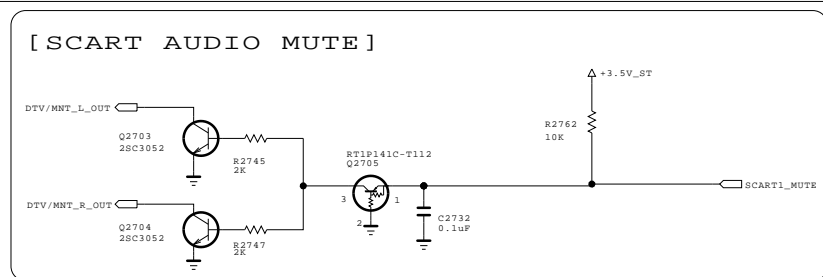 [SCART AUDIO MUTE]
+3.5V_ST
DTV/MNT_L_OUT
R2762
10K
Q2703
2SC3052
R2745
2K
RT1P141C-T112
Q2705
SCART1_MUTE
3
1
DTV/MNT_R_OUT
2
C2732
0.1uF
Q2704
2SC3052
R2747
2K